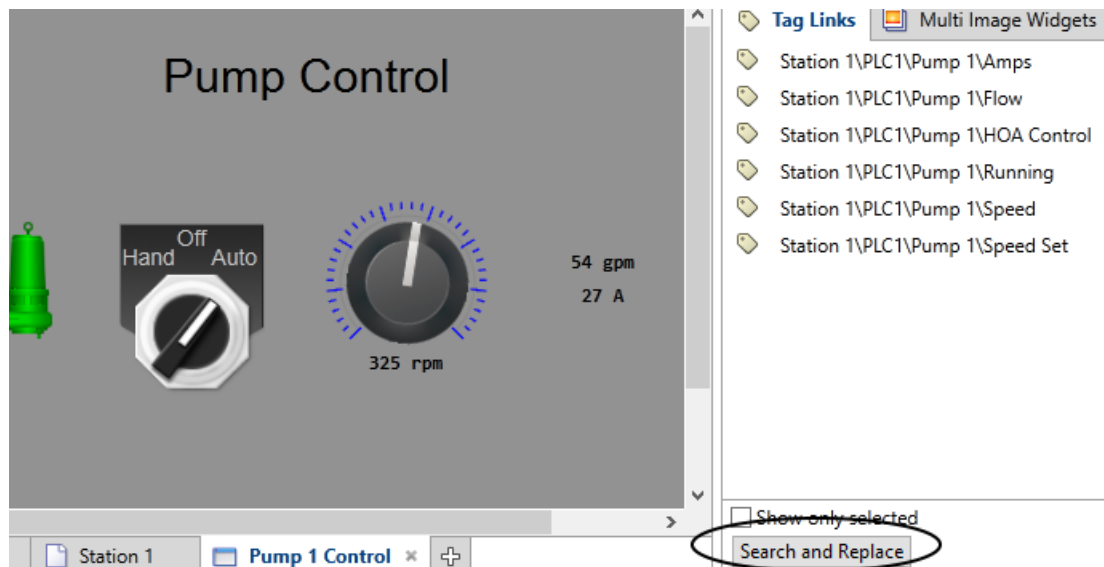 Pump Control
Off
Hand Auto
54 gpm
27 A
325 rpm
Station 1
Pump 1 Control
Tag Links
Multi Image Widgets
Station 1\PLC1\Pump 1\Amps
Station 1\PLC1\Pump 1\Flow
Station 1\PLC1\Pump 1\HOA Control
Station 1\PLC1\Pump 1\Running
Station 1\PLC1\Pump 1\Speed
Station 1\PLC1\Pump 1\Speed Set
Show only selected
Search and Replace